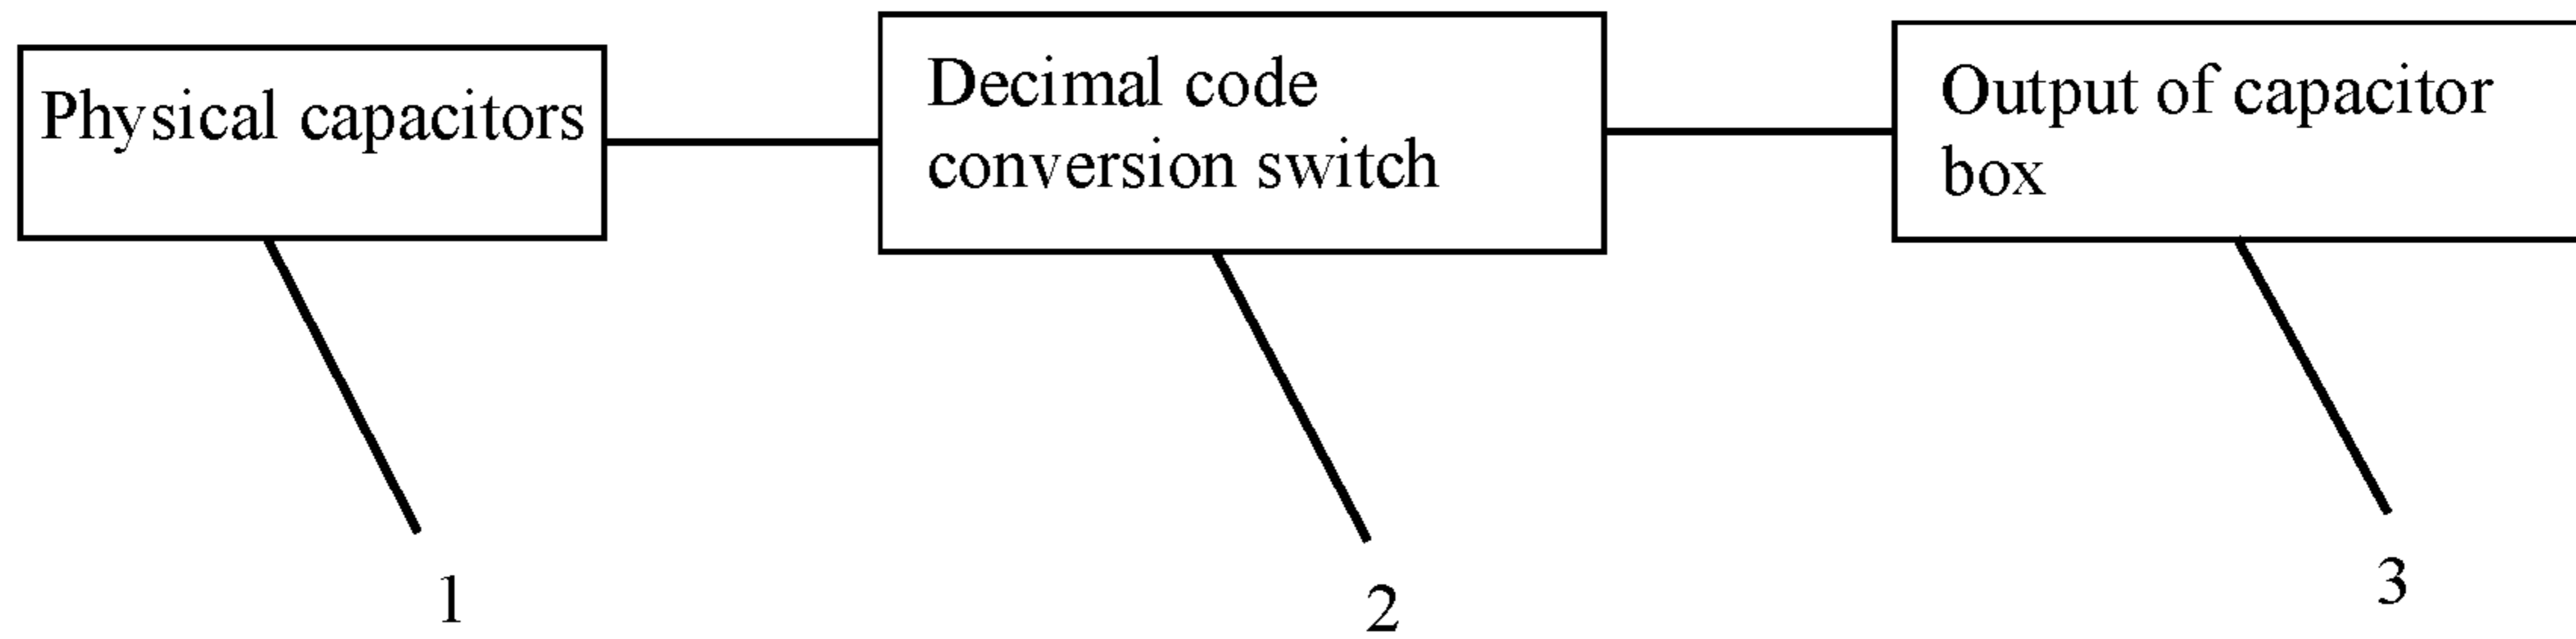 Physical capacitors
Decimal code
conversion switch
Output of capacitor
box
1
2
3